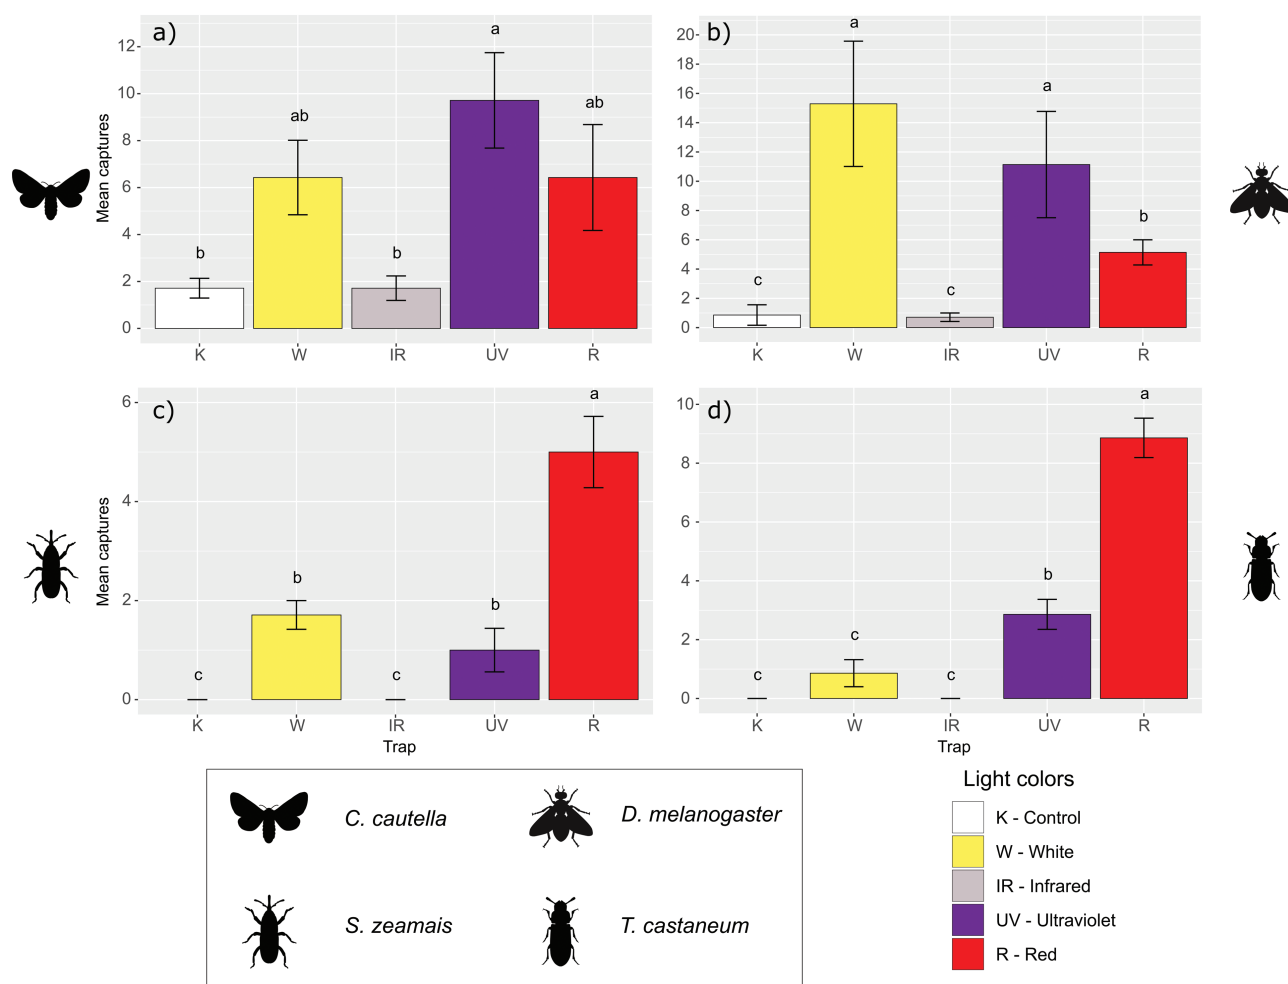 a)
Mean captures
12
10
8
6
4
2
0
b
ab
b
a
ab
K W IR UV R
b)
20
18
16
14
12
10
8
6
4
2
0
c
a
c
a
b
K W IR UV R
c)
Mean captures
6
4
2
0
c
b
c
b
a
K W IR UV R
Trap
d)
10
8
6
4
2
0
c
c
c
b
a
K W IR UV R
Trap
C. cautella
D. melanogaster
S. zeamais
T. castaneum
Light colors
K - Control
W - White
IR - Infrared
UV - Ultraviolet
R - Red